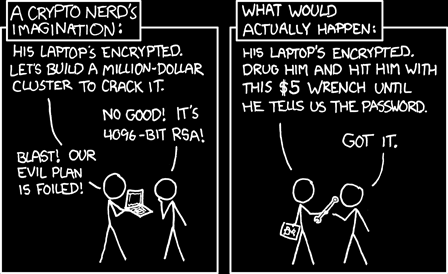 A CRYPTO NERD'S
IMAGINATION:
HIS LAPTOP'S ENCRYPTED.
LET'S BUILD A MILLION-DOLLAR
CLUSTER TO CRACK IT.
NO GOOD! IT'S
4096-BIT RSA!
BLAST! OUR
EVIL PLAN
IS FOILED!
WHAT WOULD
ACTUALLY HAPPEN:
HIS LAPTOP'S ENCRYPTED.
DRUG HIM AND HIT HIM WITH
THIS $5 WRENCH UNTIL
HE TELLS US THE PASSWORD.
GOT IT.